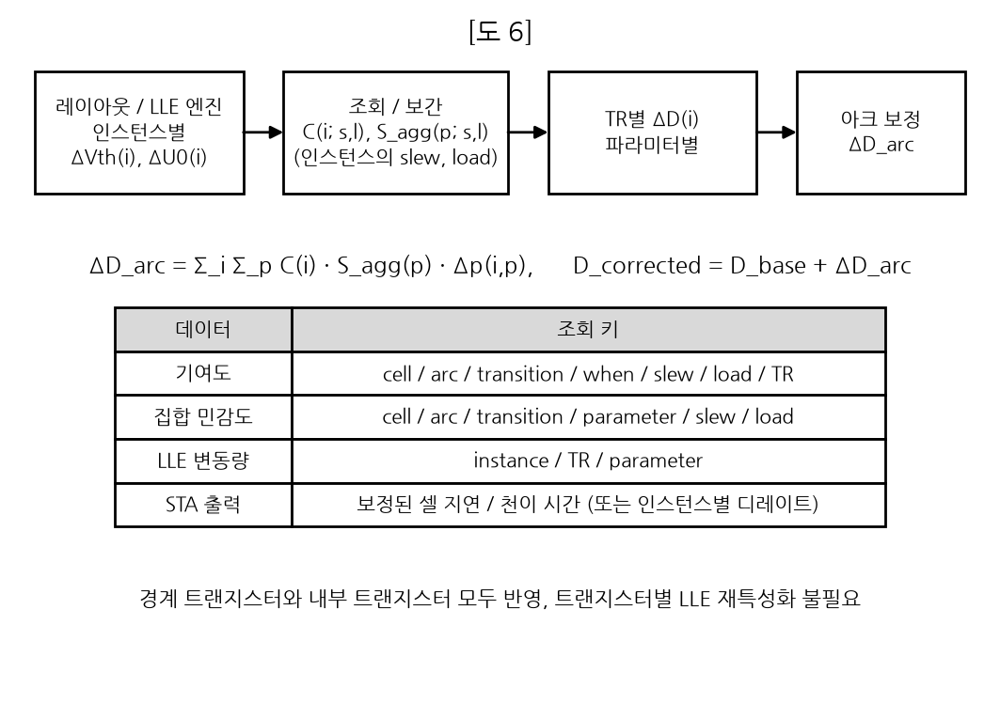 [도 6]
레이아웃 / LLE 엔진
인스턴스별
ΔVth(i), ΔU0(i)
조회 / 보간
C(i; s,l), S_agg(p; s,l)
(인스턴스의 slew, load)
TR별 ΔD(i)
파라미터별
아크 보정
ΔD_arc
ΔD_arc = Σ_i Σ_p C(i) · S_agg(p) · Δp(i,p), D_corrected = D_base + ΔD_arc
데이터 조회 키
기여도 cell / arc / transition / when / slew / load / TR
집합 민감도 cell / arc / transition / parameter / slew / load
LLE 변동량 instance / TR / parameter
STA 출력 보정된 셀 지연 / 천이 시간 (또는 인스턴스별 디레이트)
경계 트랜지스터와 내부 트랜지스터 모두 반영, 트랜지스터별 LLE 재특성화 불필요